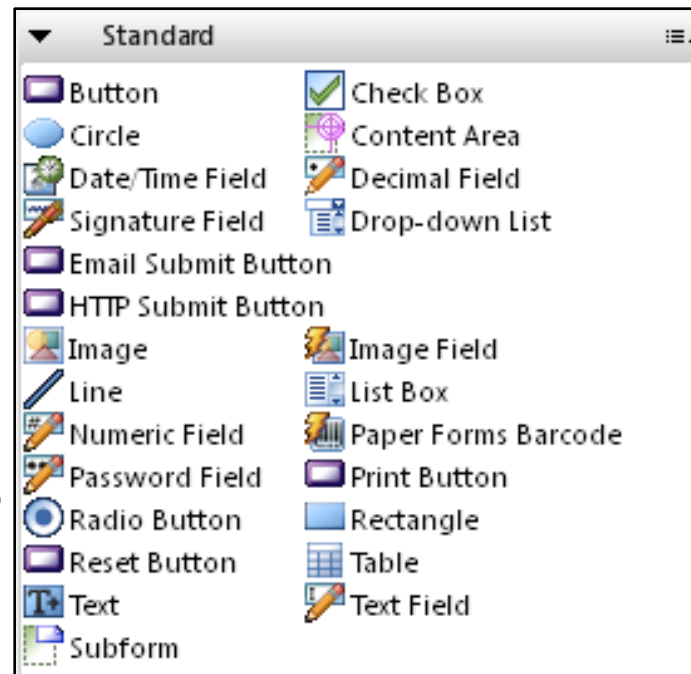 Standard
Button Check Box
Circle Content Area
Date/Time Field Decimal Field
Signature Field Drop-down List
Email Submit Button
HTTP Submit Button
Image Image Field
Line List Box
Numeric Field Paper Forms Barcode
Password Field Print Button
Radio Button Rectangle
Reset Button Table
Text Text Field
Subform